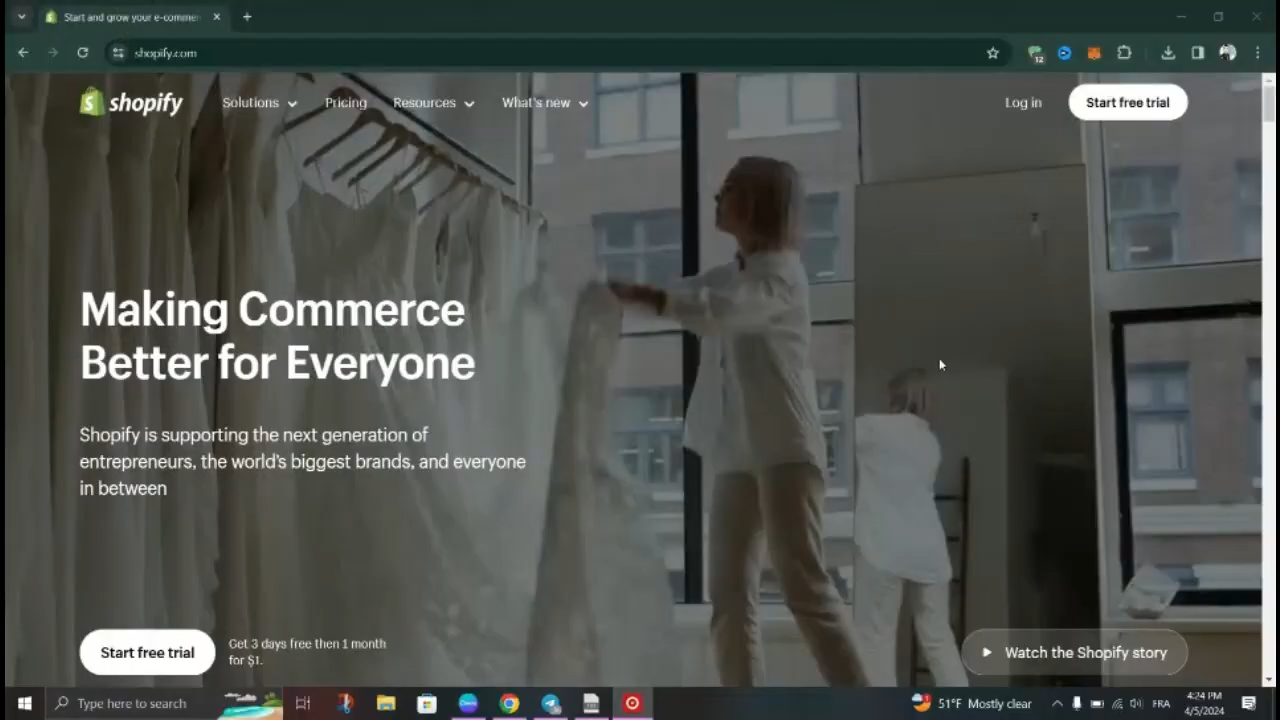 Start and grow your e-commer
shopify.com
12
shopify
Solutions
Pricing
Resources
What's new
Log in
Start free trial
Making Commerce
Better for Everyone
Shopify is supporting the next generation of
entrepreneurs, the world's biggest brands, and everyone
in between
Start free trial
Get 3 days free then 1 month
for $1.
Watch the Shopify story
Type here to search
51°F Mostly clear
FRA
4:24 PM
4/5/2024